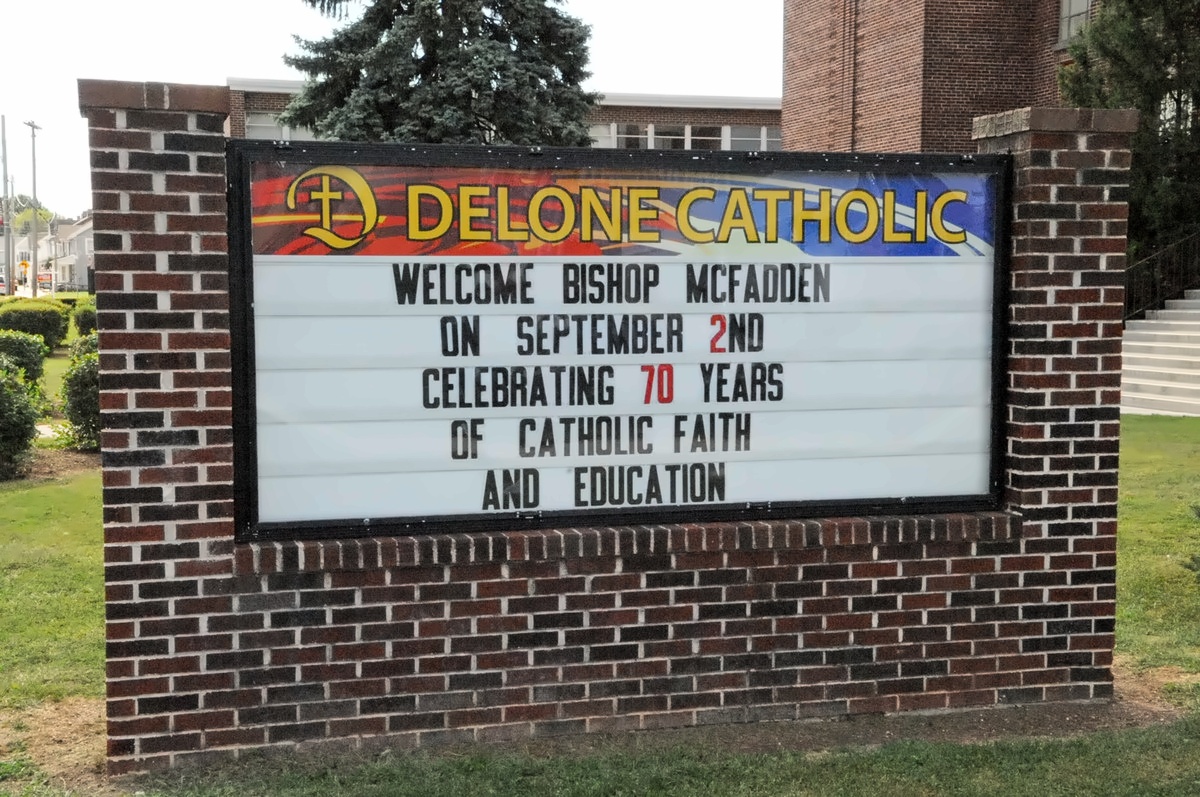 DELONE CATHOLIC
WELCOME BISHOP MCFADDEN
ON SEPTEMBER 2ND
CELEBRATING 70 YEARS
OF CATHOLIC FAITH
AND EDUCATION